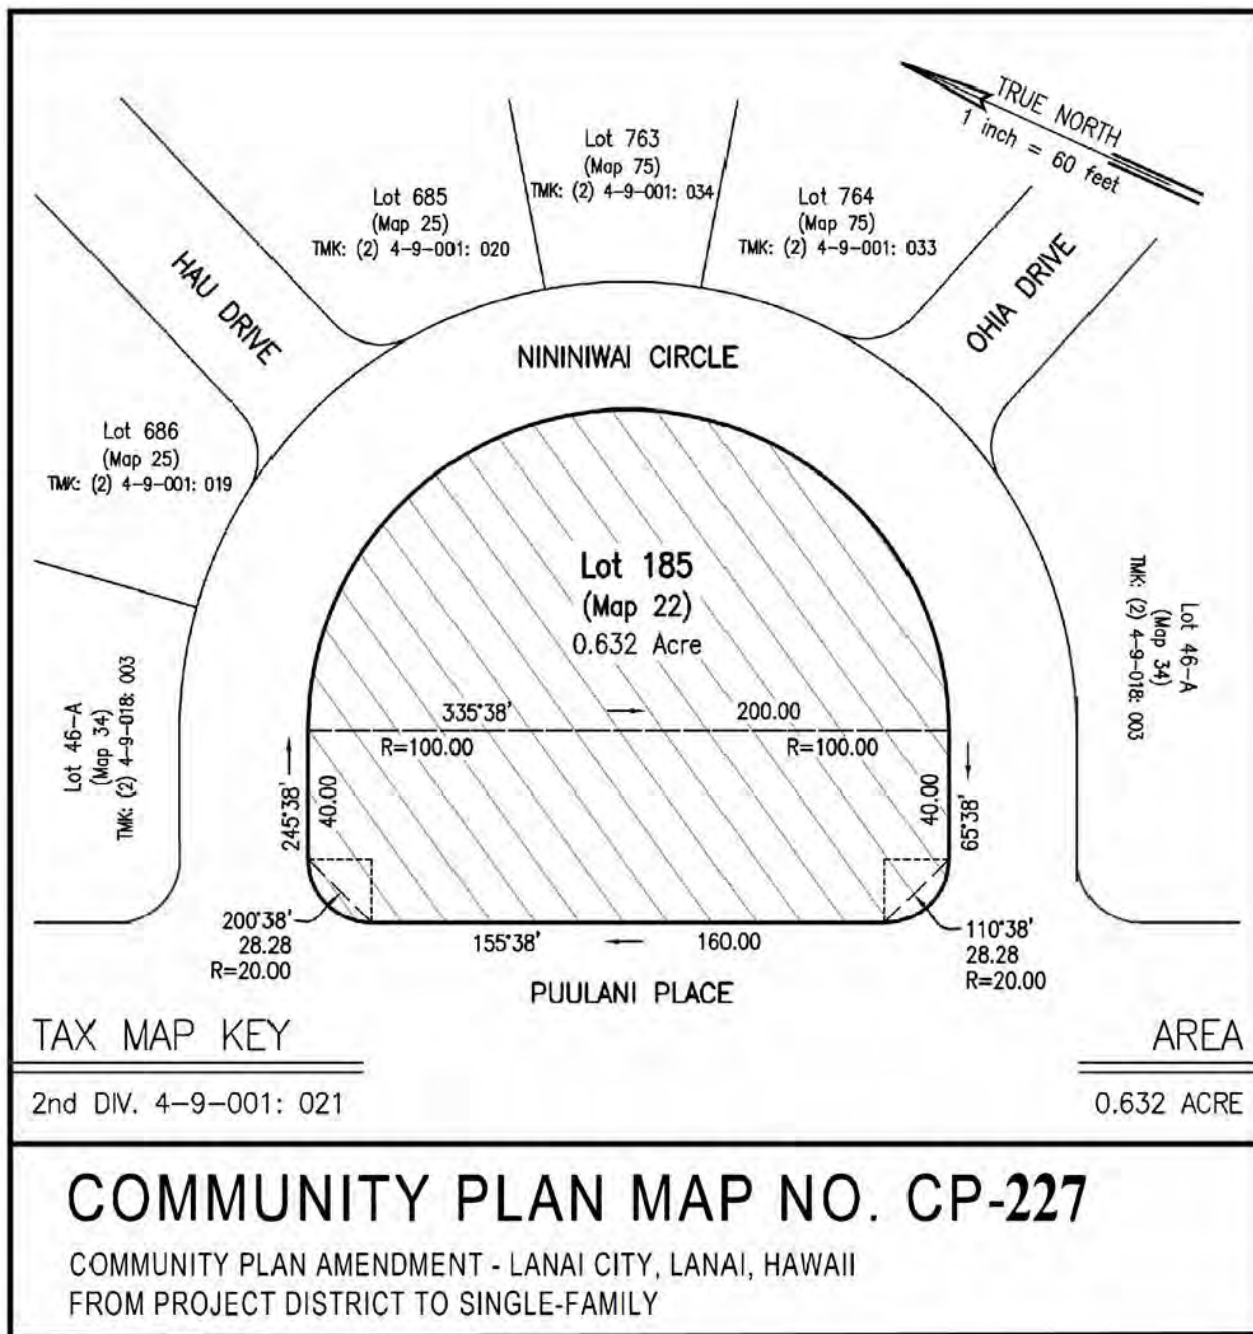 TRUE NORTH
1 inch = 60 feet
Lot 763
(Map 75)
TMK: (2) 4-9-001: 034
Lot 685
(Map 25)
TMK: (2) 4-9-001: 020
Lot 764
(Map 75)
TMK: (2) 4-9-001: 033
HAU DRIVE
OHIA DRIVE
NININIWAI CIRCLE
Lot 686
(Map 25)
TMK: (2) 4-9-001: 019
Lot 185
(Map 22)
0.632 Acre
Lot 46-A
(Map 34)
TMK: (2) 4-9-018: 003
Lot 46-A
(Map 34)
TMK: (2) 4-9-018: 003
335°38' 200.00
R=100.00 R=100.00
245°38'
40.00
40.00
65°38'
200°38'
28.28
R=20.00
155°38' 160.00
110°38'
28.28
R=20.00
PUULANI PLACE
TAX MAP KEY
AREA
2nd DIV. 4-9-001: 021
0.632 ACRE
COMMUNITY PLAN MAP NO. CP-227
COMMUNITY PLAN AMENDMENT - LANAI CITY, LANAI, HAWAII
FROM PROJECT DISTRICT TO SINGLE-FAMILY